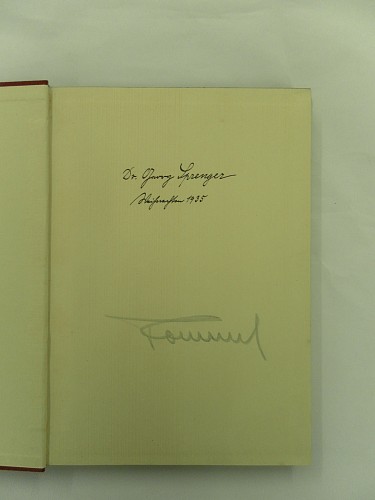 Dr. Georg Sprenger
Weihnachten 1935
Rommel